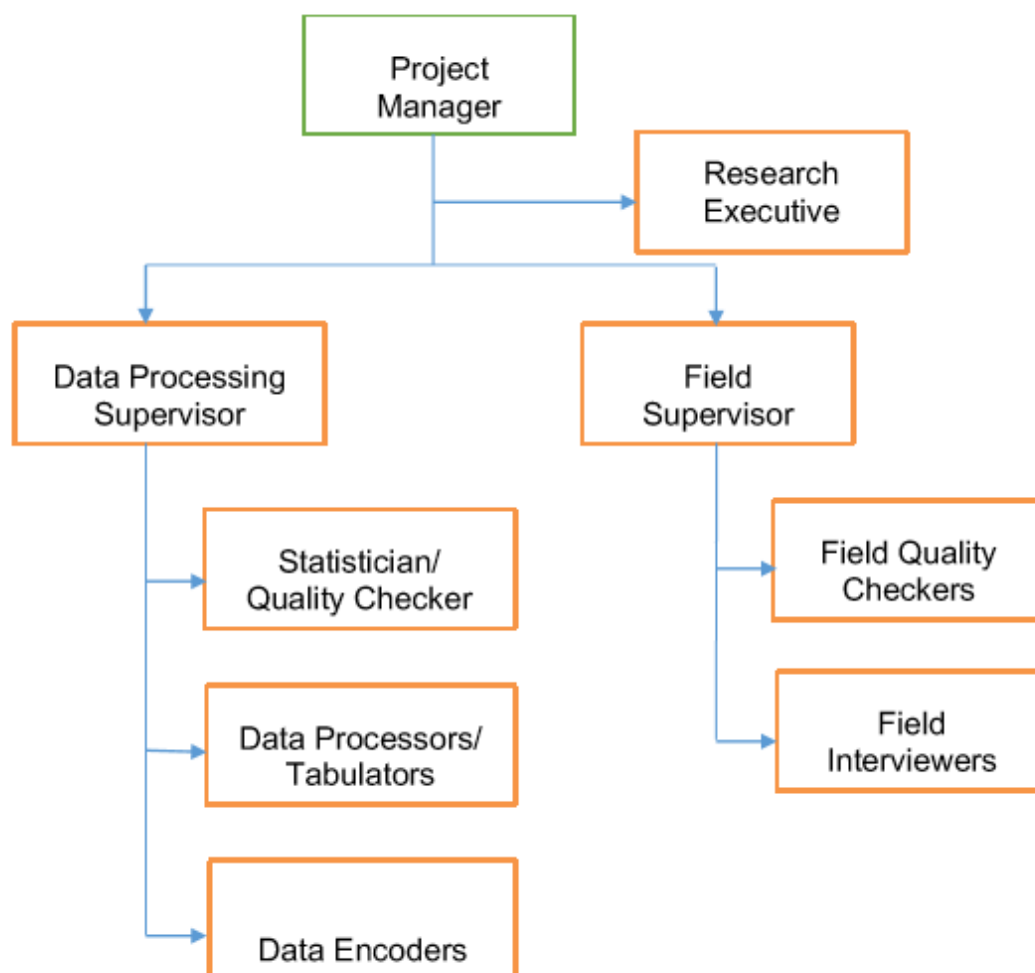 Project
Manager
Research
Executive
Data Processing
Supervisor
Field
Supervisor
Statistician/
Quality Checker
Field Quality
Checkers
Data Processors/
Tabulators
Field
Interviewers
Data Encoders